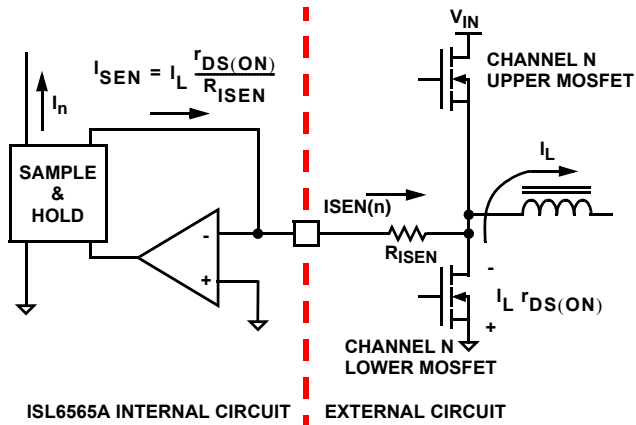 I_SEN = I_L r_DS(ON) / R_ISEN
I_n
SAMPLE
&
HOLD
-
+
V_IN
CHANNEL N
UPPER MOSFET
I_L
ISEN(n)
R_ISEN
-
I_L r_DS(ON)
+
CHANNEL N
LOWER MOSFET
ISL6565A INTERNAL CIRCUIT
EXTERNAL CIRCUIT